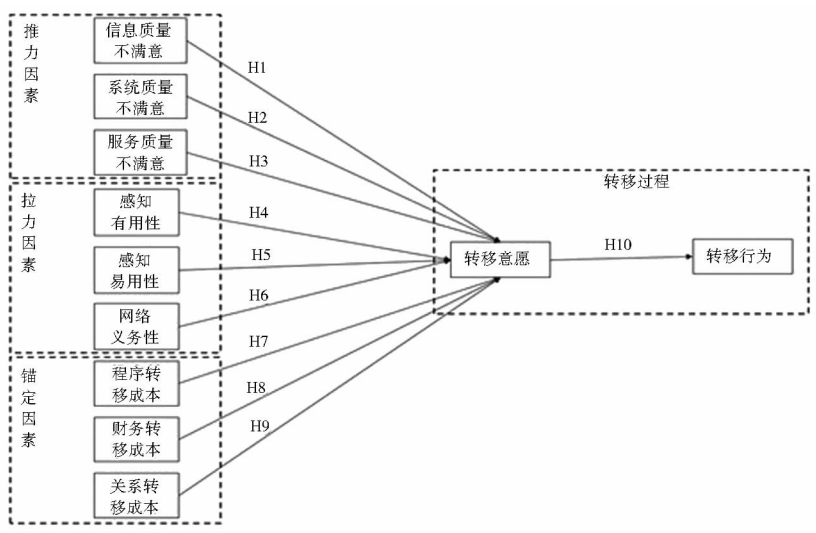 推力因素
信息质量
不满意
系统质量
不满意
服务质量
不满意
H1
H2
H3
拉力因素
感知
有用性
感知
易用性
网络
义务性
H4
H5
H6
锚定因素
程序转
移成本
财务转
移成本
关系转
移成本
H7
H8
H9
转移过程
转移意愿
H10
转移行为